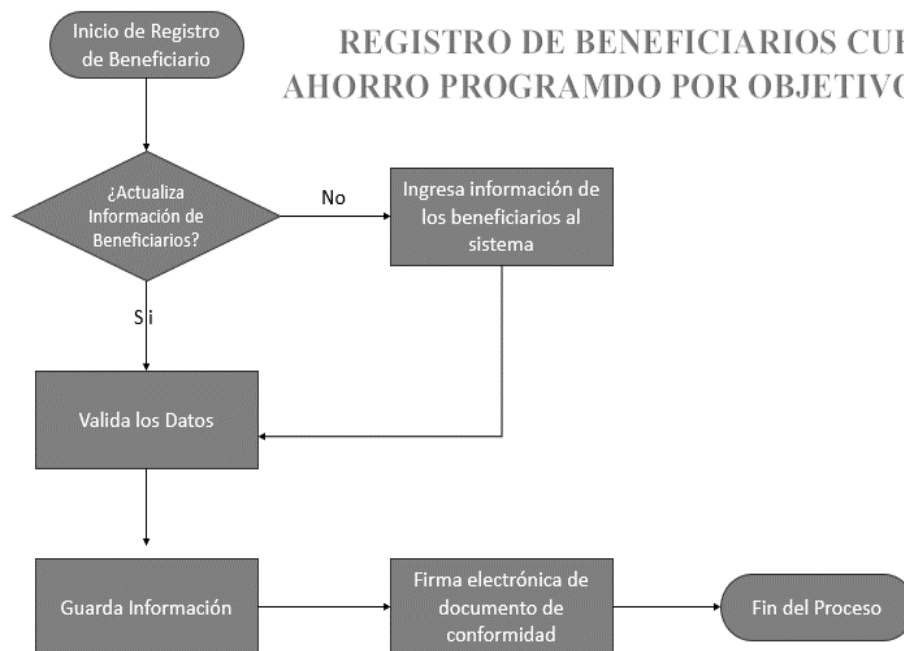 Inicio de Registro
de Beneficiario
REGISTRO DE BENEFICIARIOS
AHORRO PROGRAMDO POR OBJETIVO
¿Actualiza
Información de
Beneficiarios?
No
Ingresa información de
los beneficiarios al
sistema
Si
Valida los Datos
Guarda Información
Firma electrónica de
documento de
conformidad
Fin del Proceso